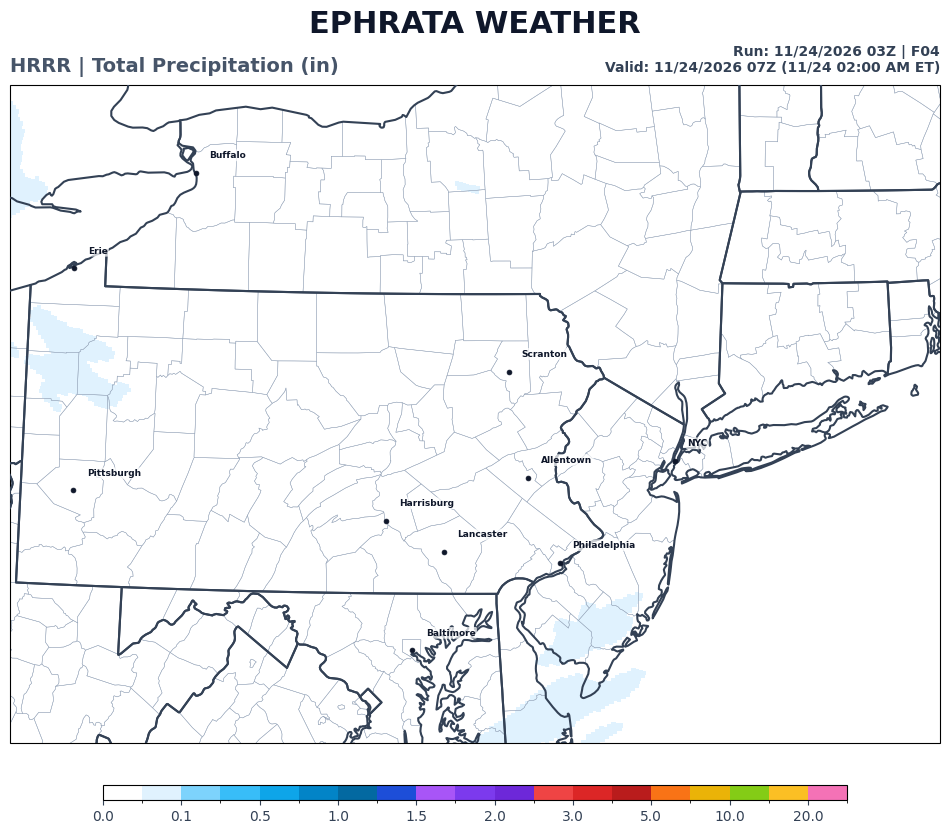 EPHRATA WEATHER
HRRR | Total Precipitation (in)
Run: 11/24/2026 03Z | F04
Valid: 11/24/2026 07Z (11/24 02:00 AM ET)
Buffalo
Erie
Scranton
NYC
Allentown
Pittsburgh
Harrisburg
Lancaster
Philadelphia
Baltimore
0.0 0.1 0.5 1.0 1.5 2.0 3.0 5.0 10.0 20.0